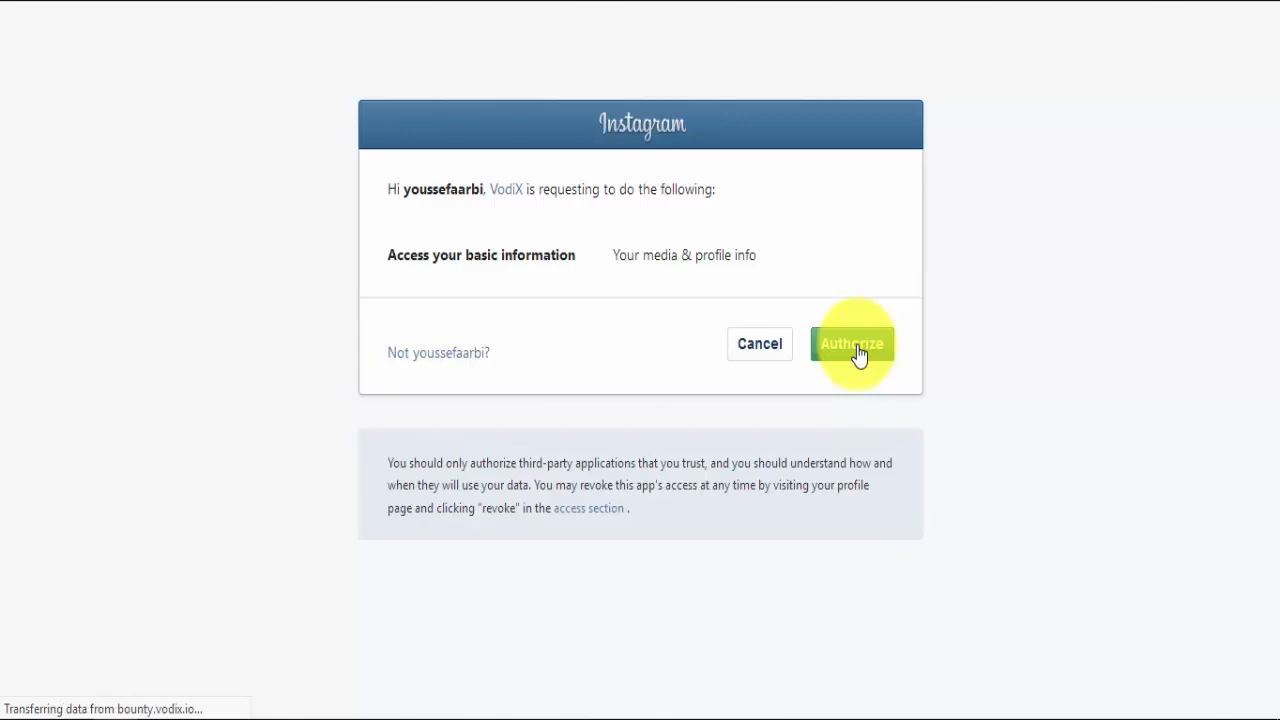 Instagram
Hi youssefaarbi, VodiX is requesting to do the following:
Access your basic information Your media & profile info
Not youssefaarbi? Cancel Authorize
You should only authorize third-party applications that you trust, and you should understand how and
when they will use your data. You may revoke this app's access at any time by visiting your profile
page and clicking "revoke" in the access section .
Transferring data from bounty.vodix.io...